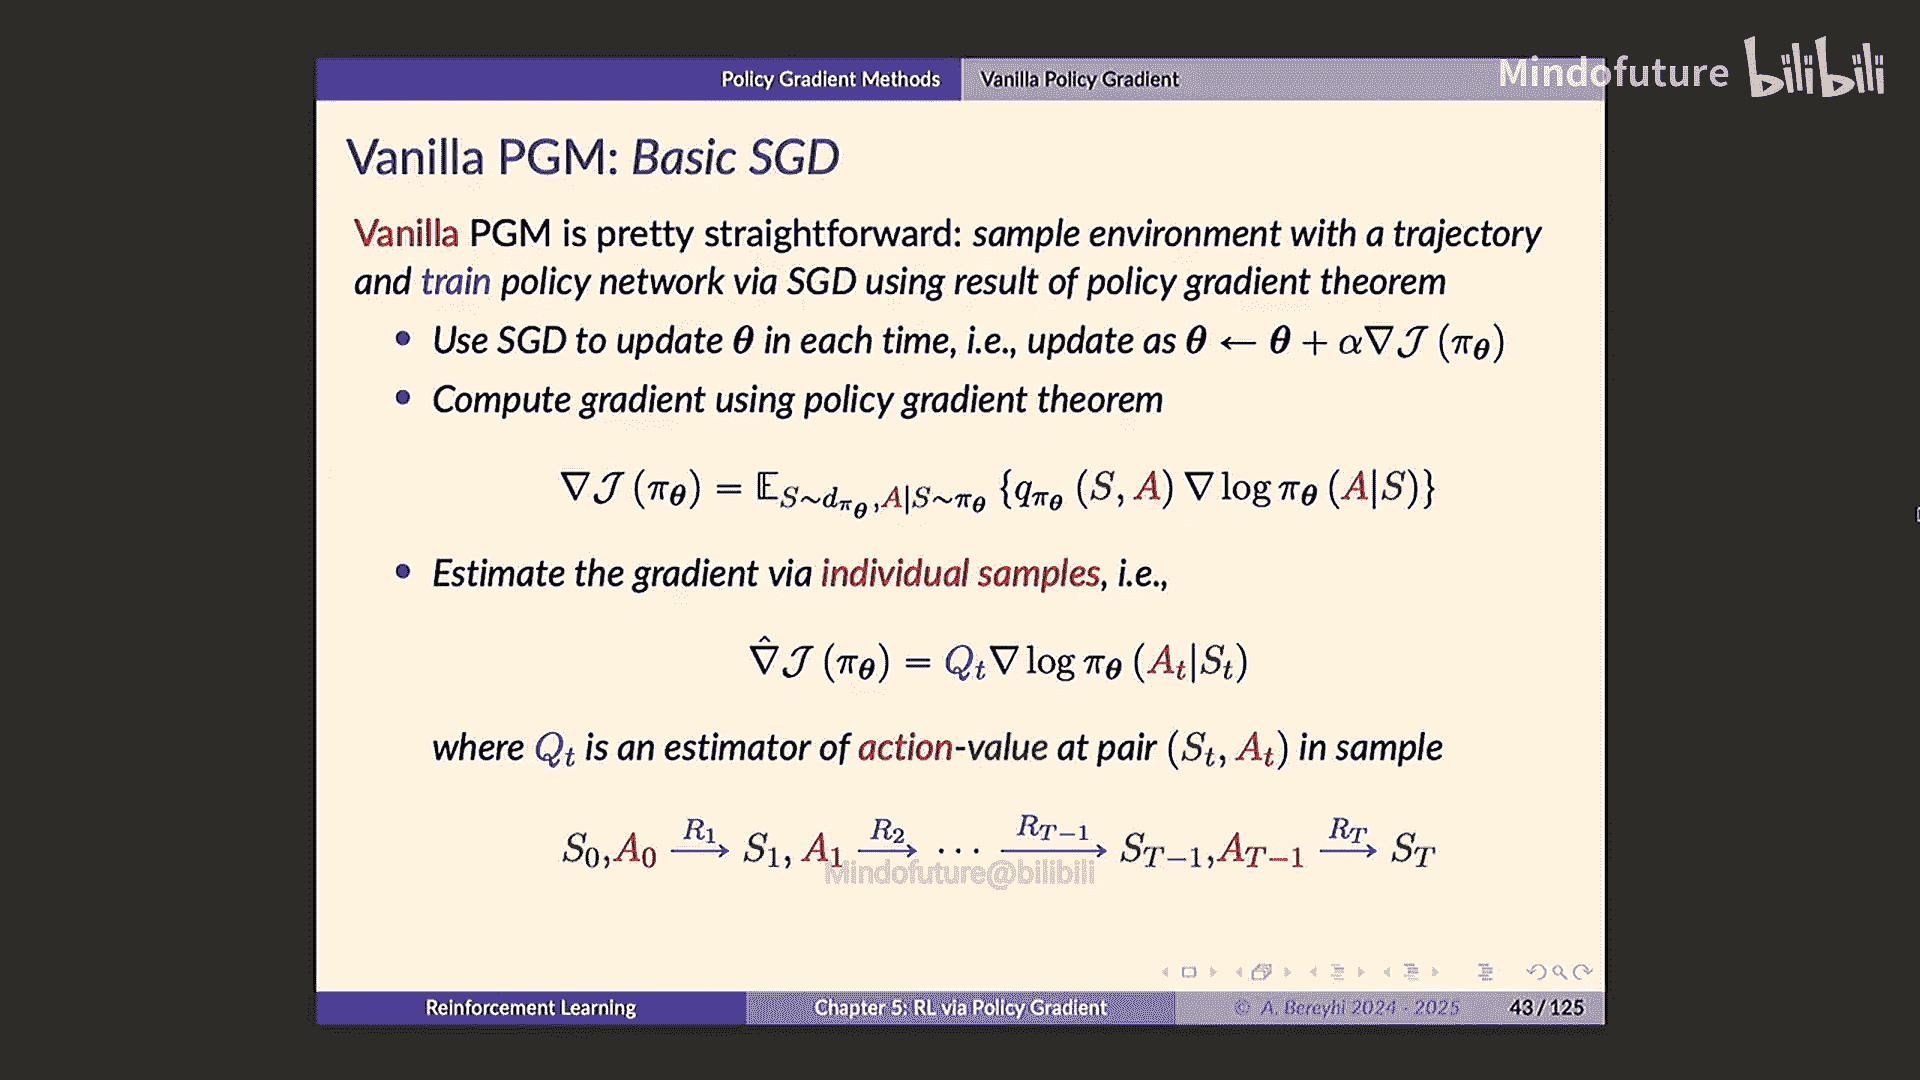 Policy Gradient Methods Vanilla Policy Gradient
Mindofuture bilibili
Vanilla PGM: Basic SGD
Vanilla PGM is pretty straightforward: sample environment with a trajectory
and train policy network via SGD using result of policy gradient theorem
• Use SGD to update θ in each time, i.e., update as θ ← θ + α∇𝒥 (π_θ)
• Compute gradient using policy gradient theorem
∇𝒥 (π_θ) = 𝔼_{S∼d_{π_θ},A|S∼π_θ} {q_{π_θ} (S, A) ∇ log π_θ (A|S)}
• Estimate the gradient via individual samples, i.e.,
∇̂𝒥 (π_θ) = Q_t∇ log π_θ (A_t|S_t)
where Q_t is an estimator of action-value at pair (S_t, A_t) in sample
S_0,A_0 →^{R_1} S_1, A_1 →^{R_2} ⋯ →^{R_{T−1}} S_{T−1},A_{T−1} →^{R_T} S_T
Mindofuture@bilibili
Reinforcement Learning Chapter 5: RL via Policy Gradient © A. Bereyhi 2024 - 2025 43 / 125